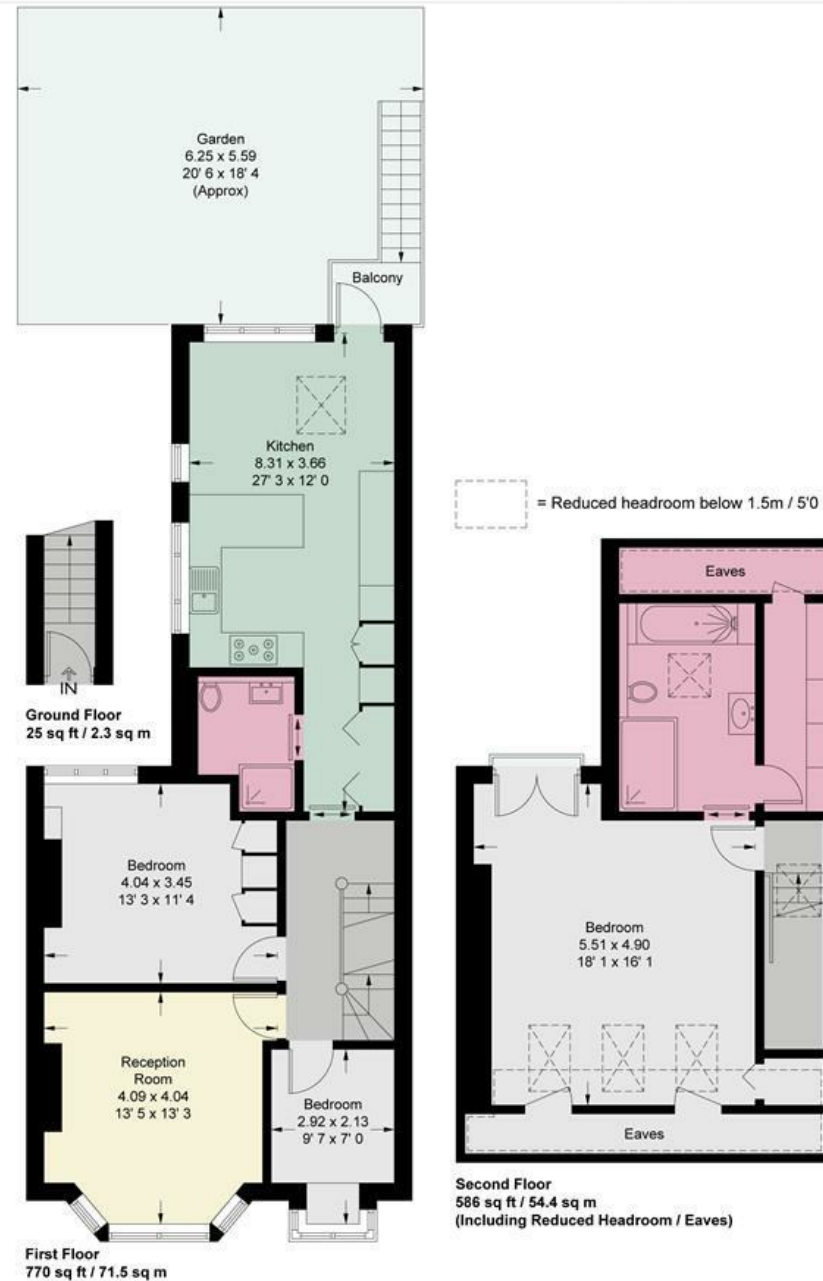 Garden
6.25 x 5.59
20' 6 x 18' 4
(Approx)
Balcony
Kitchen
8.31 x 3.66
27' 3 x 12' 0
= Reduced headroom below 1.5m / 5'0
Eaves
IN
Ground Floor
25 sq ft / 2.3 sq m
Bedroom
4.04 x 3.45
13' 3 x 11' 4
Bedroom
5.51 x 4.90
18' 1 x 16' 1
Reception
Room
4.09 x 4.04
13' 5 x 13' 3
Bedroom
2.92 x 2.13
9' 7 x 7' 0
Eaves
Second Floor
586 sq ft / 54.4 sq m
(Including Reduced Headroom / Eaves)
First Floor
770 sq ft / 71.5 sq m